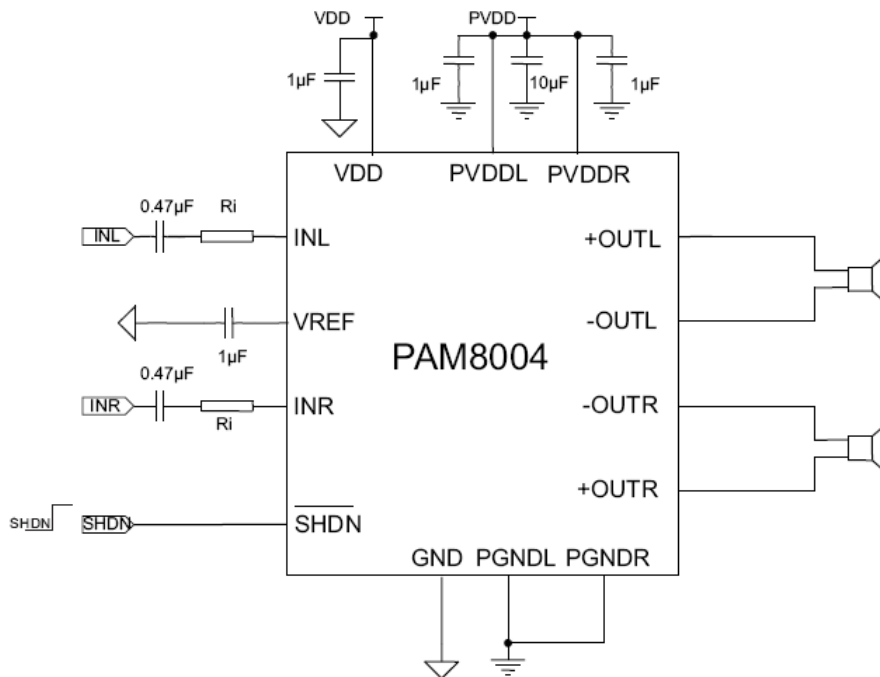 VDD PVDD
1µF 1µF 10µF 1µF
VDD PVDDL PVDDR
0.47µF Ri
INL INL +OUTL
VREF -OUTL
1µF PAM8004
0.47µF
INR INR -OUTR
Ri
+OUTR
SHDN SHDN SHDN
GND PGNDL PGNDR